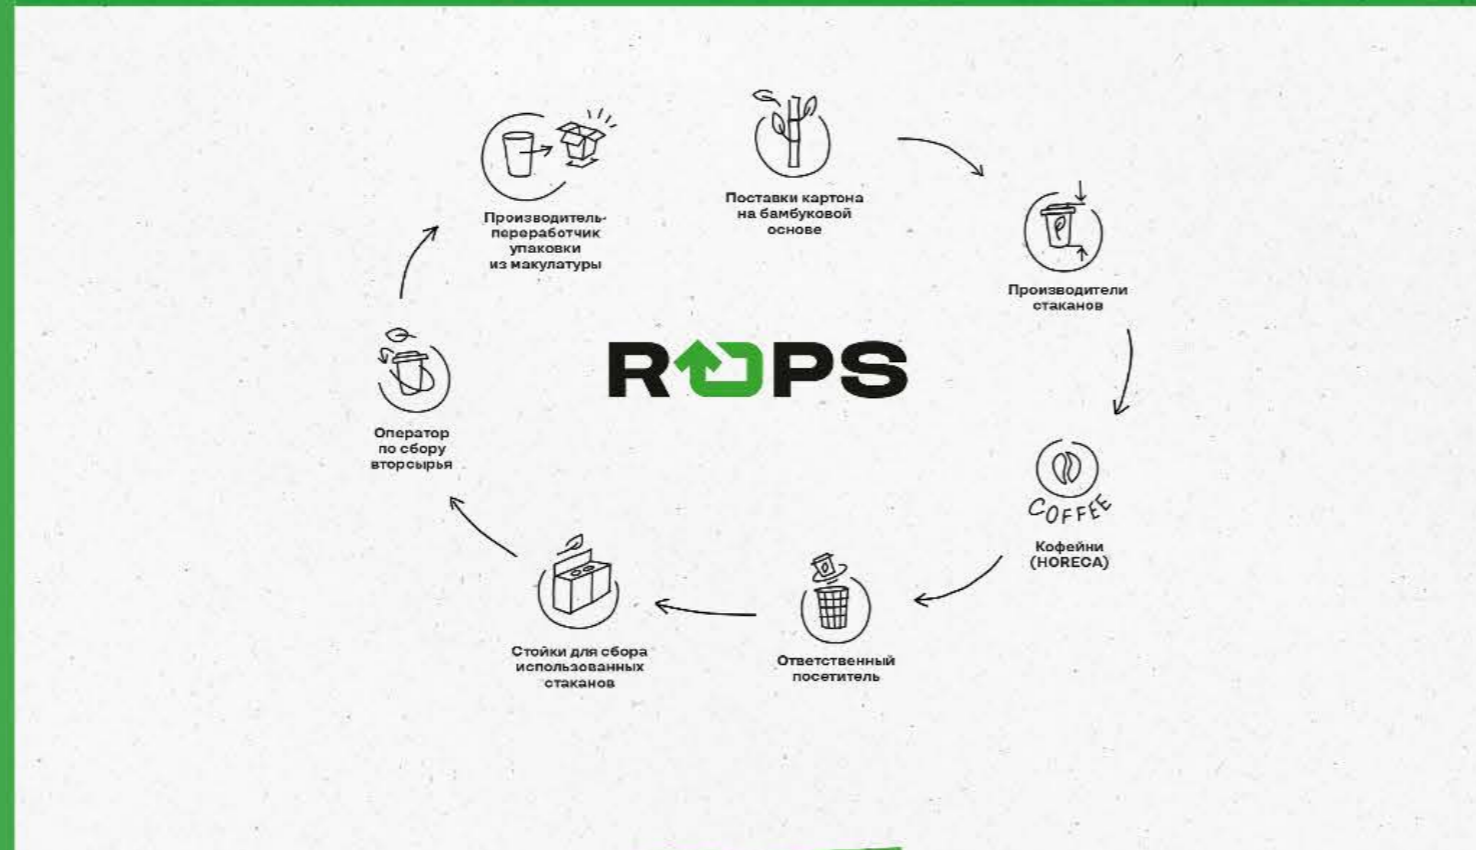 Поставки картона
на бамбуковой
основе
Производители
стаканов
COFFEE
Кофейни
(HORECA)
Ответственный
посетитель
Стойки для сбора
использованных
стаканов
Оператор
по сбору
вторсырья
Производитель-
переработчик
упаковки
из макулатуры
ROPS